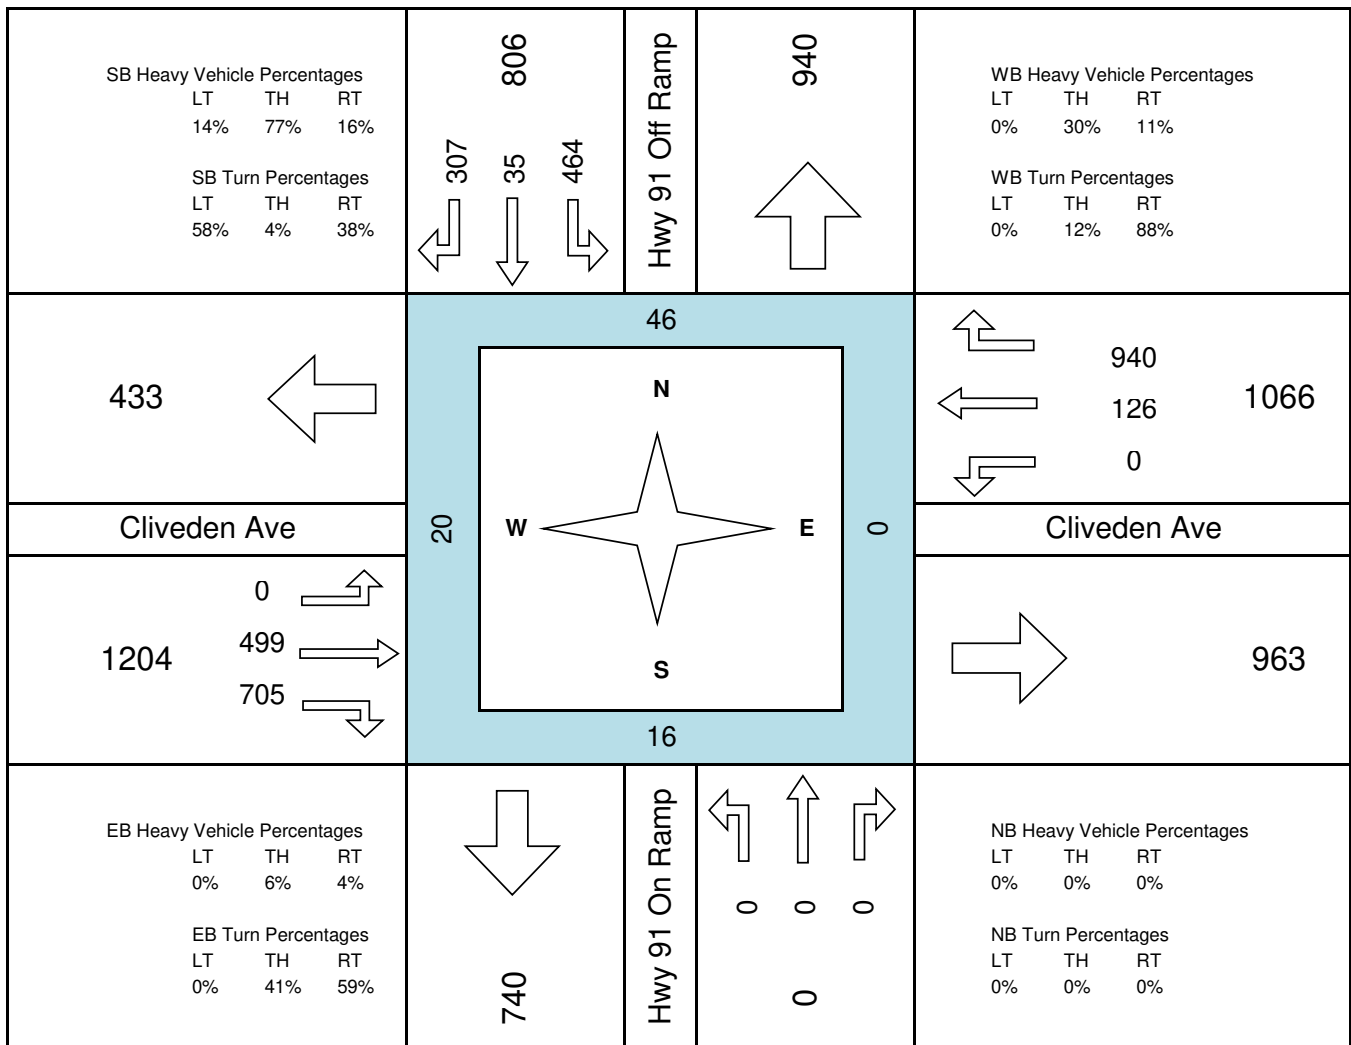 SB Heavy Vehicle Percentages
LT TH RT
14% 77% 16%
SB Turn Percentages
LT TH RT
58% 4% 38%
806
307 35 464
Hwy 91 Off Ramp
940
WB Heavy Vehicle Percentages
LT TH RT
0% 30% 11%
WB Turn Percentages
LT TH RT
0% 12% 88%
433
46
N
W E
S
20
0
16
940
126
0
1066
Cliveden Ave
Cliveden Ave
0
499
705
1204
963
EB Heavy Vehicle Percentages
LT TH RT
0% 6% 4%
EB Turn Percentages
LT TH RT
0% 41% 59%
740
Hwy 91 On Ramp
0 0 0
0
NB Heavy Vehicle Percentages
LT TH RT
0% 0% 0%
NB Turn Percentages
LT TH RT
0% 0% 0%